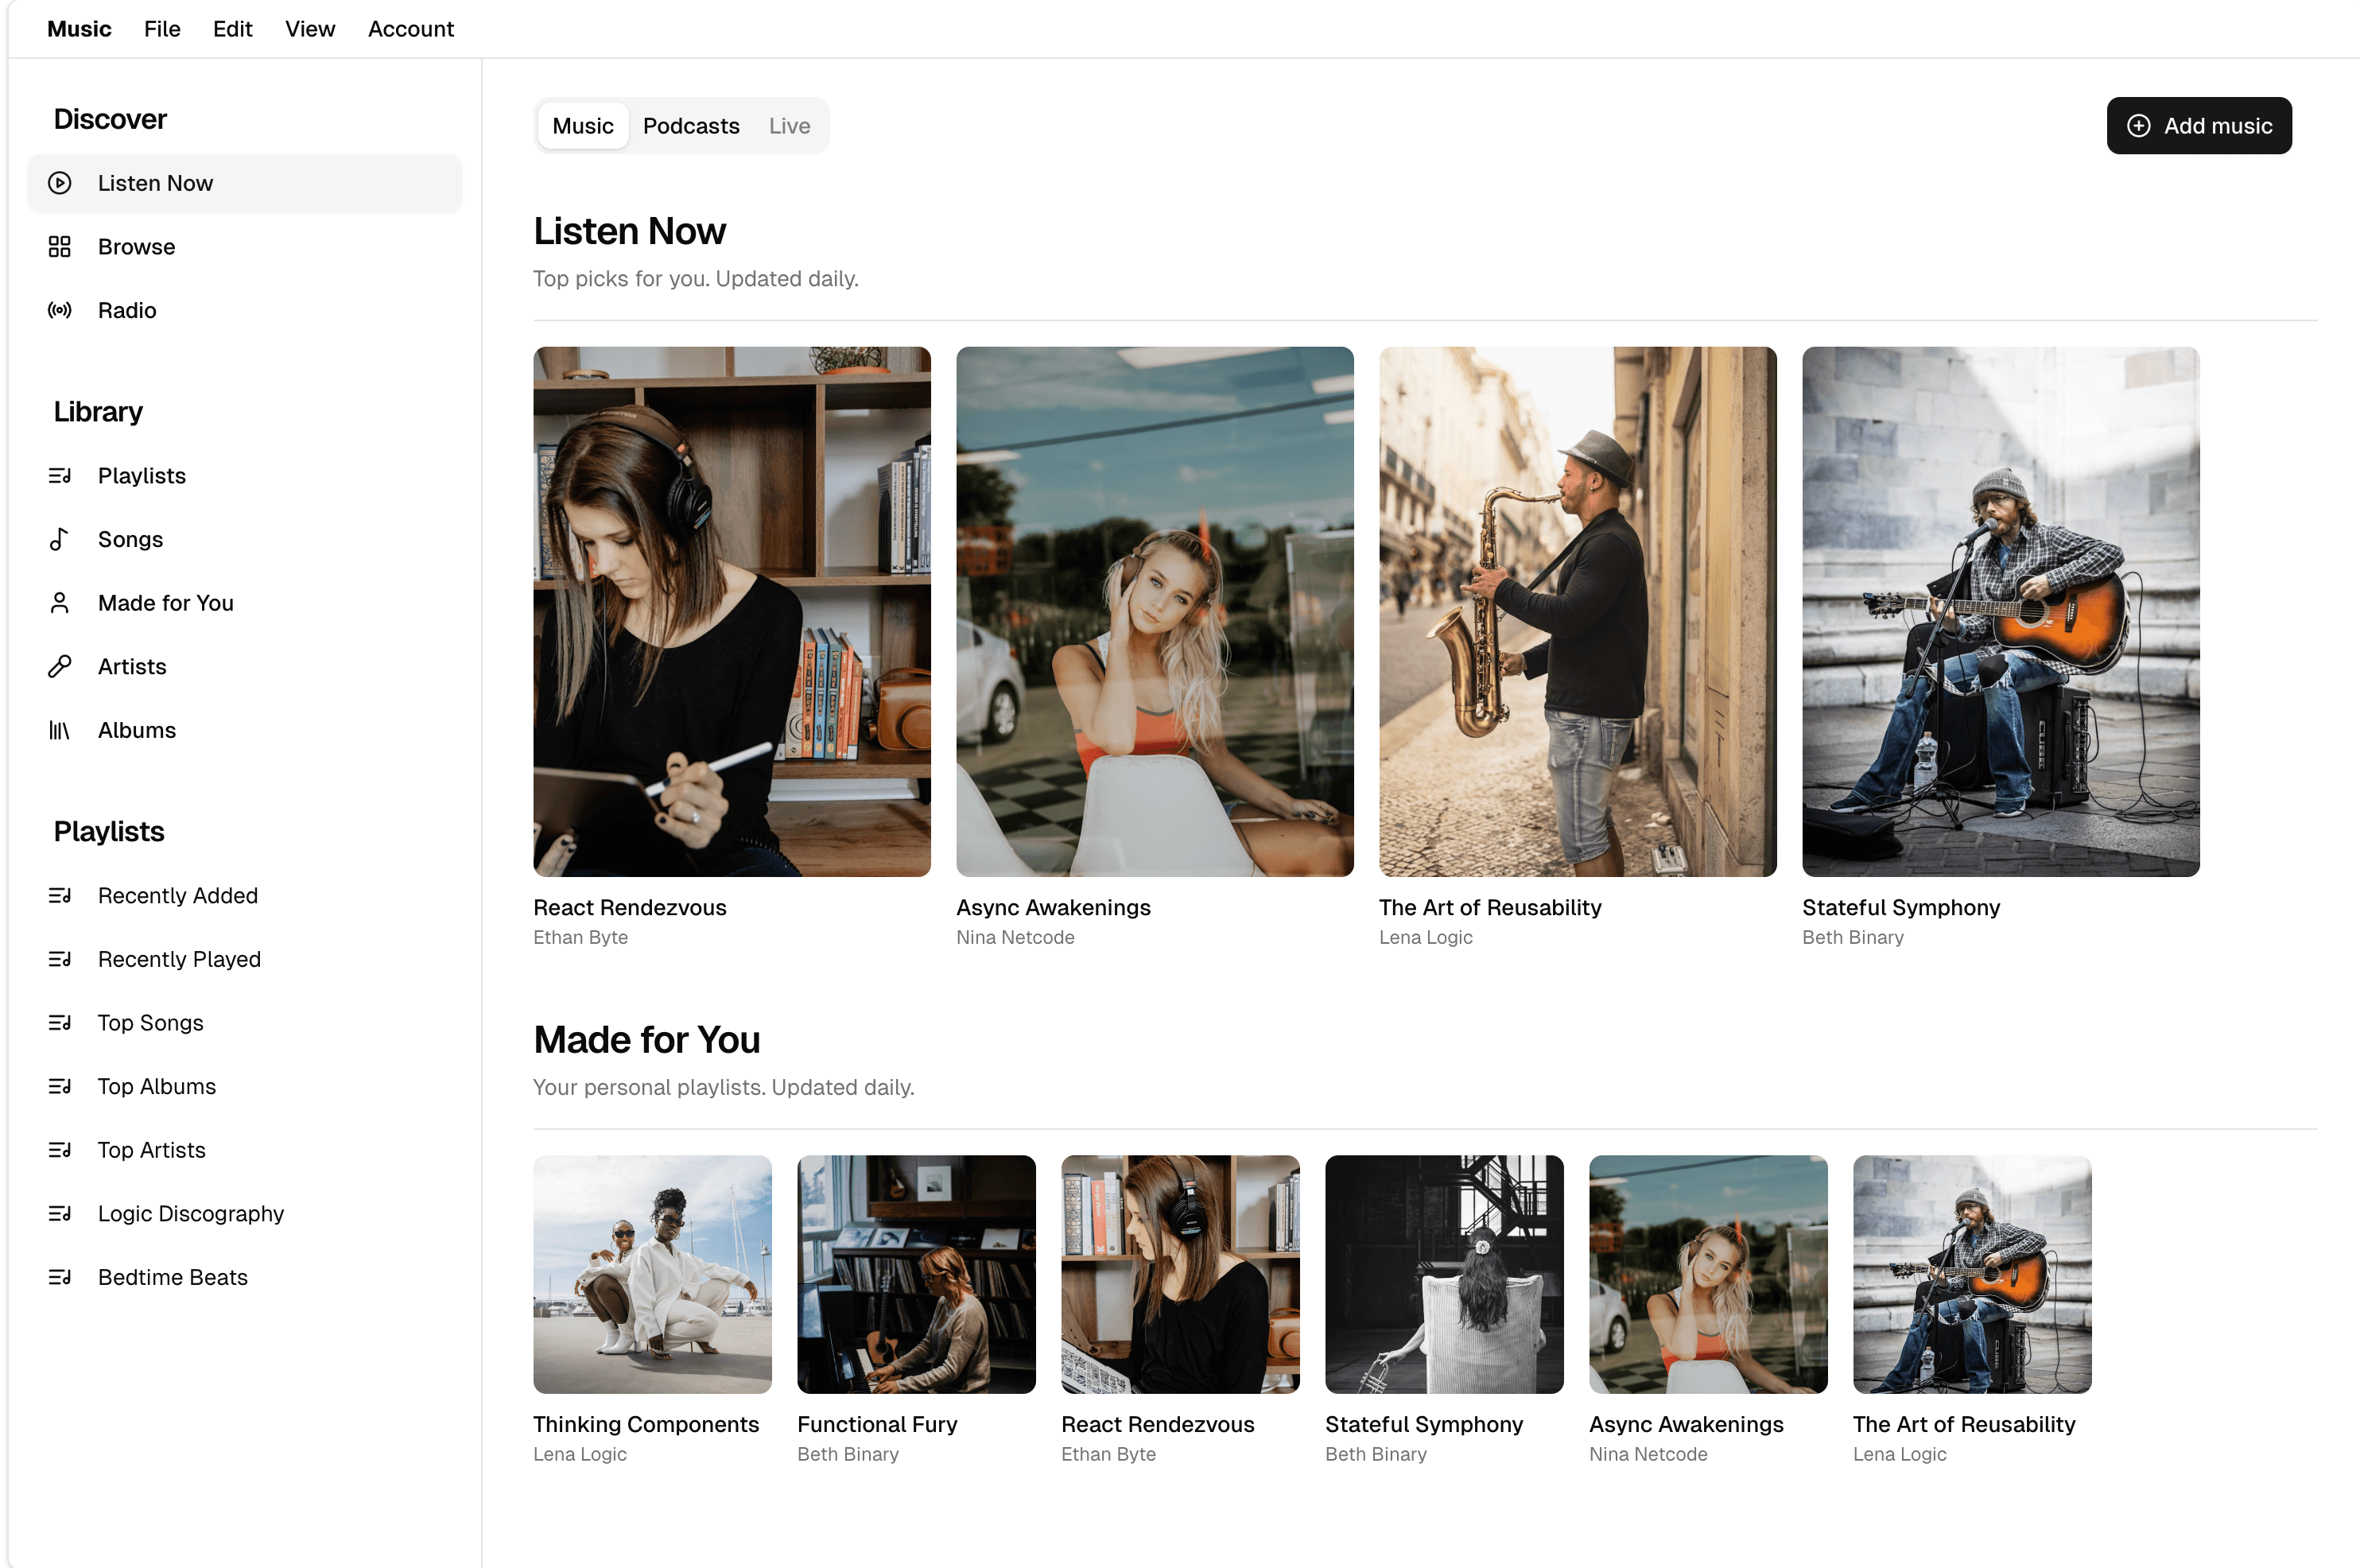 Music File Edit View Account
Discover
Listen Now
Browse
Radio
Library
Playlists
Songs
Made for You
Artists
Albums
Playlists
Recently Added
Recently Played
Top Songs
Top Albums
Top Artists
Logic Discography
Bedtime Beats
Music Podcasts Live
Add music
Listen Now
Top picks for you. Updated daily.
React Rendezvous
Ethan Byte
Async Awakenings
Nina Netcode
The Art of Reusability
Lena Logic
Stateful Symphony
Beth Binary
Made for You
Your personal playlists. Updated daily.
Thinking Components
Lena Logic
Functional Fury
Beth Binary
React Rendezvous
Ethan Byte
Stateful Symphony
Beth Binary
Async Awakenings
Nina Netcode
The Art of Reusability
Lena Logic